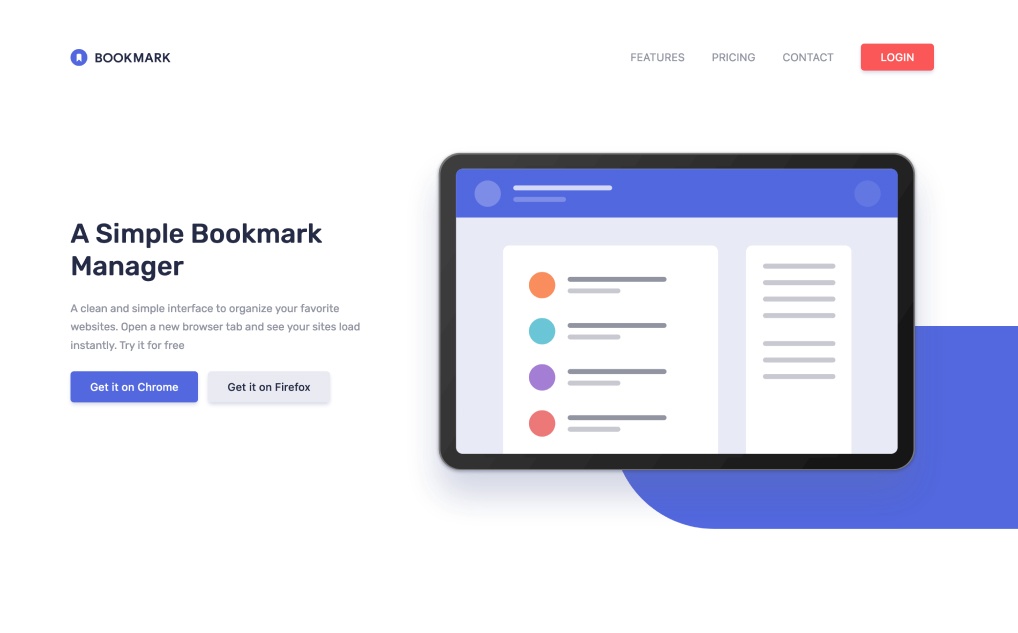 BOOKMARK
FEATURES PRICING CONTACT LOGIN
A Simple Bookmark
Manager
A clean and simple interface to organize your favorite
websites. Open a new browser tab and see your sites load
instantly. Try it for free
Get it on Chrome Get it on Firefox